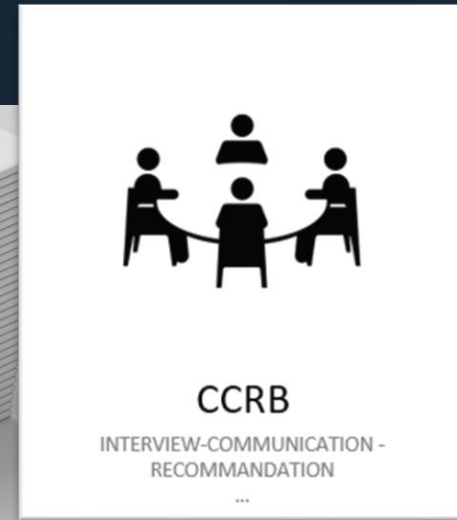 CCRB
INTERVIEW-COMMUNICATION -
RECOMMANDATION
...